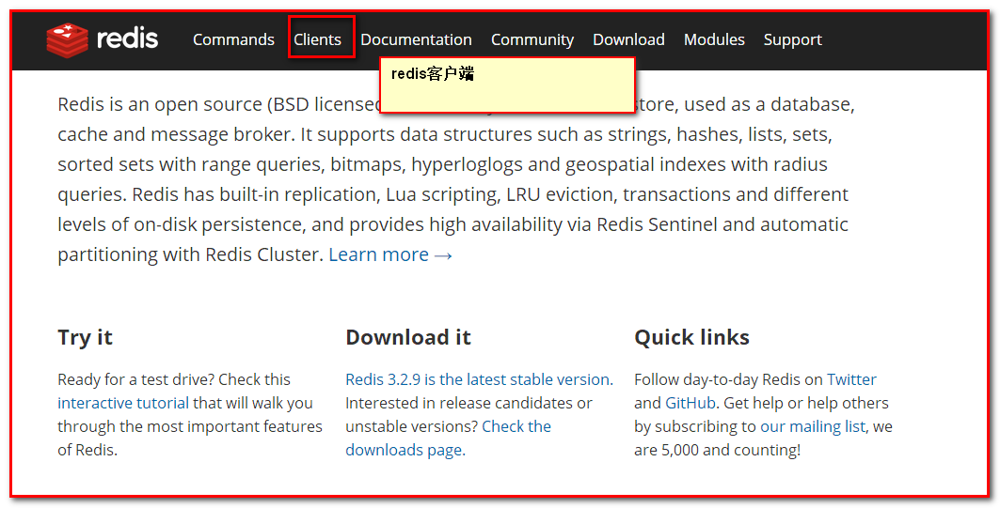 redis Commands Clients Documentation Community Download Modules Support
redis客户端
Redis is an open source (BSD licensed store, used as a database,
cache and message broker. It supports data structures such as strings, hashes, lists, sets,
sorted sets with range queries, bitmaps, hyperloglogs and geospatial indexes with radius
queries. Redis has built-in replication, Lua scripting, LRU eviction, transactions and different
levels of on-disk persistence, and provides high availability via Redis Sentinel and automatic
partitioning with Redis Cluster. Learn more →
Try it
Ready for a test drive? Check this
interactive tutorial that will walk you
through the most important features
of Redis.
Download it
Redis 3.2.9 is the latest stable version.
Interested in release candidates or
unstable versions? Check the
downloads page.
Quick links
Follow day-to-day Redis on Twitter
and GitHub. Get help or help others
by subscribing to our mailing list, we
are 5,000 and counting!